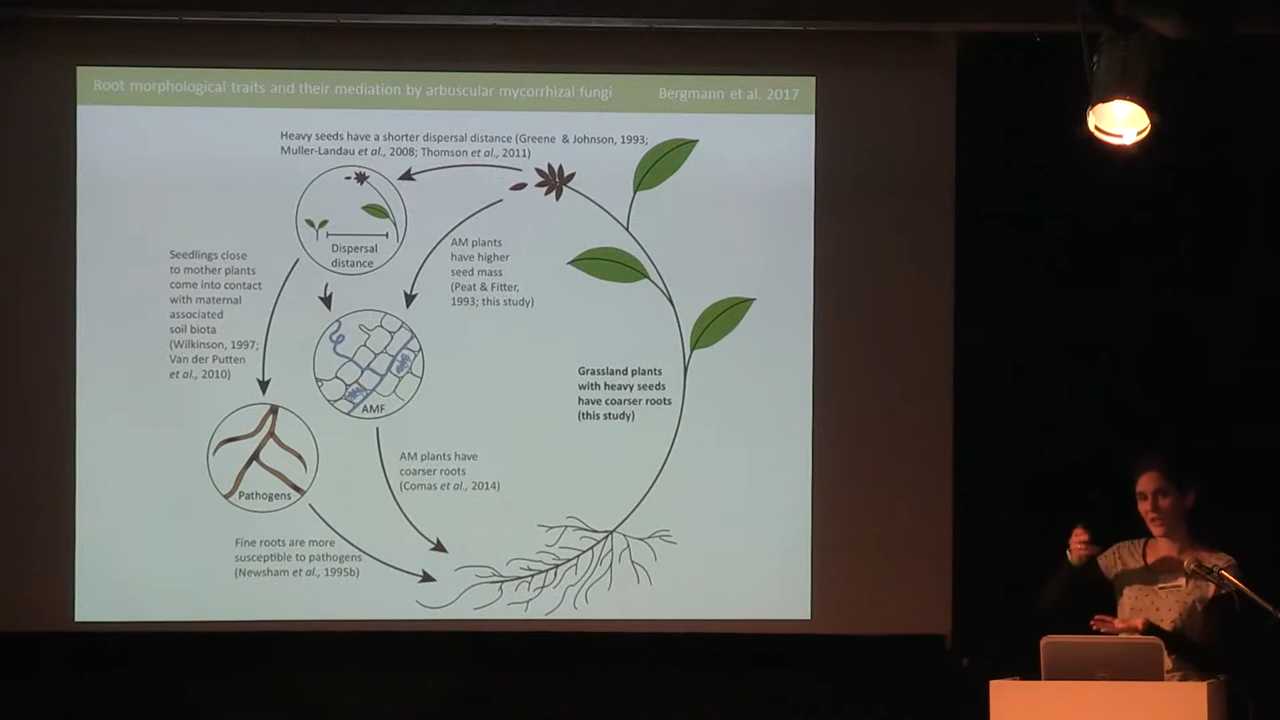 Root morphological traits and their mediation by arbuscular mycorrhizal fungi
Bergmann et al. 2017
Heavy seeds have a shorter dispersal distance (Greene & Johnson, 1993;
Muller-Landau et al., 2008; Thomson et al., 2011)
Dispersal
distance
AM plants
have higher
seed mass
(Peat & Fitter,
1993; this study)
Seedlings close
to mother plants
come into contact
with maternal
associated
soil biota
(Wilkinson, 1997;
Van der Putten
et al., 2010)
AMF
Grassland plants
with heavy seeds
have coarser roots
(this study)
Pathogens
AM plants have
coarser roots
(Comas et al., 2014)
Fine roots are more
susceptible to pathogens
(Newsham et al., 1995b)